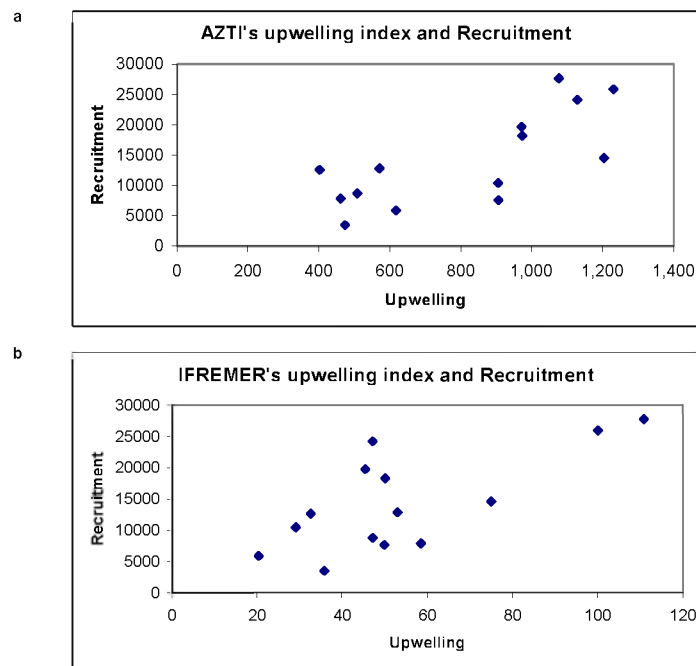 a
AZTI's upwelling index and Recruitment
30000
25000
20000
15000
10000
5000
0
Recruitment
0 200 400 600 800 1,000 1,200 1,400
Upwelling
b
IFREMER's upwelling index and Recruitment
30000
25000
20000
15000
10000
5000
0
Recruitment
0 20 40 60 80 100 120
Upwelling